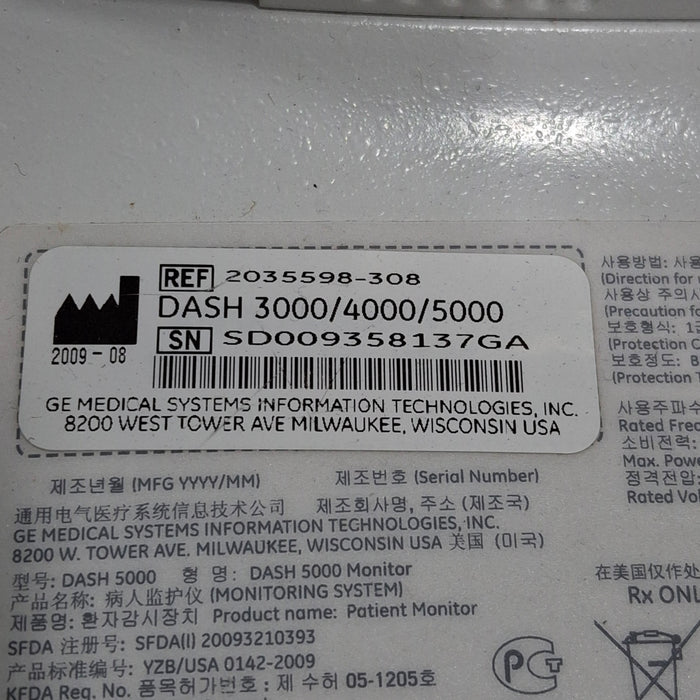 REF 2035598-308
DASH 3000/4000/5000
2009-08
SN SD009358137GA
GE MEDICAL SYSTEMS INFORMATION TECHNOLOGIES, INC.
8200 WEST TOWER AVE MILWAUKEE, WISCONSIN USA
제조년월 (MFG YYYY/MM) 제조번호 (Serial Number)
通用电气医疗系统信息技术公司 제조회사명, 주소 (제조국)
GE MEDICAL SYSTEMS INFORMATION TECHNOLOGIES, INC.
8200 W. TOWER AVE. MILWAUKEE, WISCONSIN USA 美国 (미국)
型号: DASH 5000 형 명: DASH 5000 Monitor
产品名称: 病人监护仪 (MONITORING SYSTEM)
제품명: 환자감시장치 Product name: Patient Monitor
SFDA 注册号: SFDA(I) 20093210393
产品标准编号: YZB/USA 0142-2009
KFDA Reg. No. 품목허가번호: 제 수허 05-1205호
사용방법: 사용
(Direction for
사용상 주의사
(Precaution fo
보호형식: 1
(Protection C
보호정도: B
(Protection
사용주파수
Rated Freq
소비전력:
Max. Powe
정격전압:
Rated Vo
在美国仅作处
Rx ONL
PCT